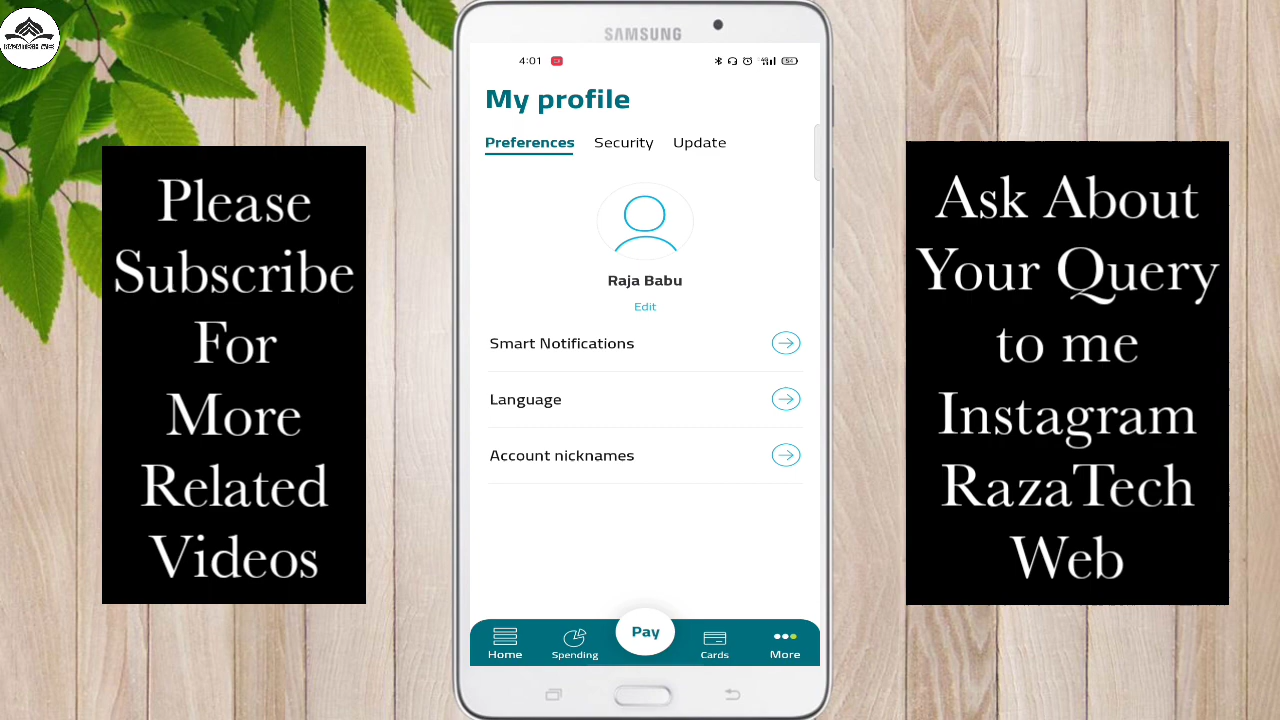 SAMSUNG
4:01
54
My profile
Preferences Security Update
Raja Babu
Edit
Smart Notifications
Language
Account nicknames
Pay
Home Spending Cards More
Please
Subscribe
For
More
Related
Videos
Ask About
Your Query
to me
Instagram
RazaTech
Web